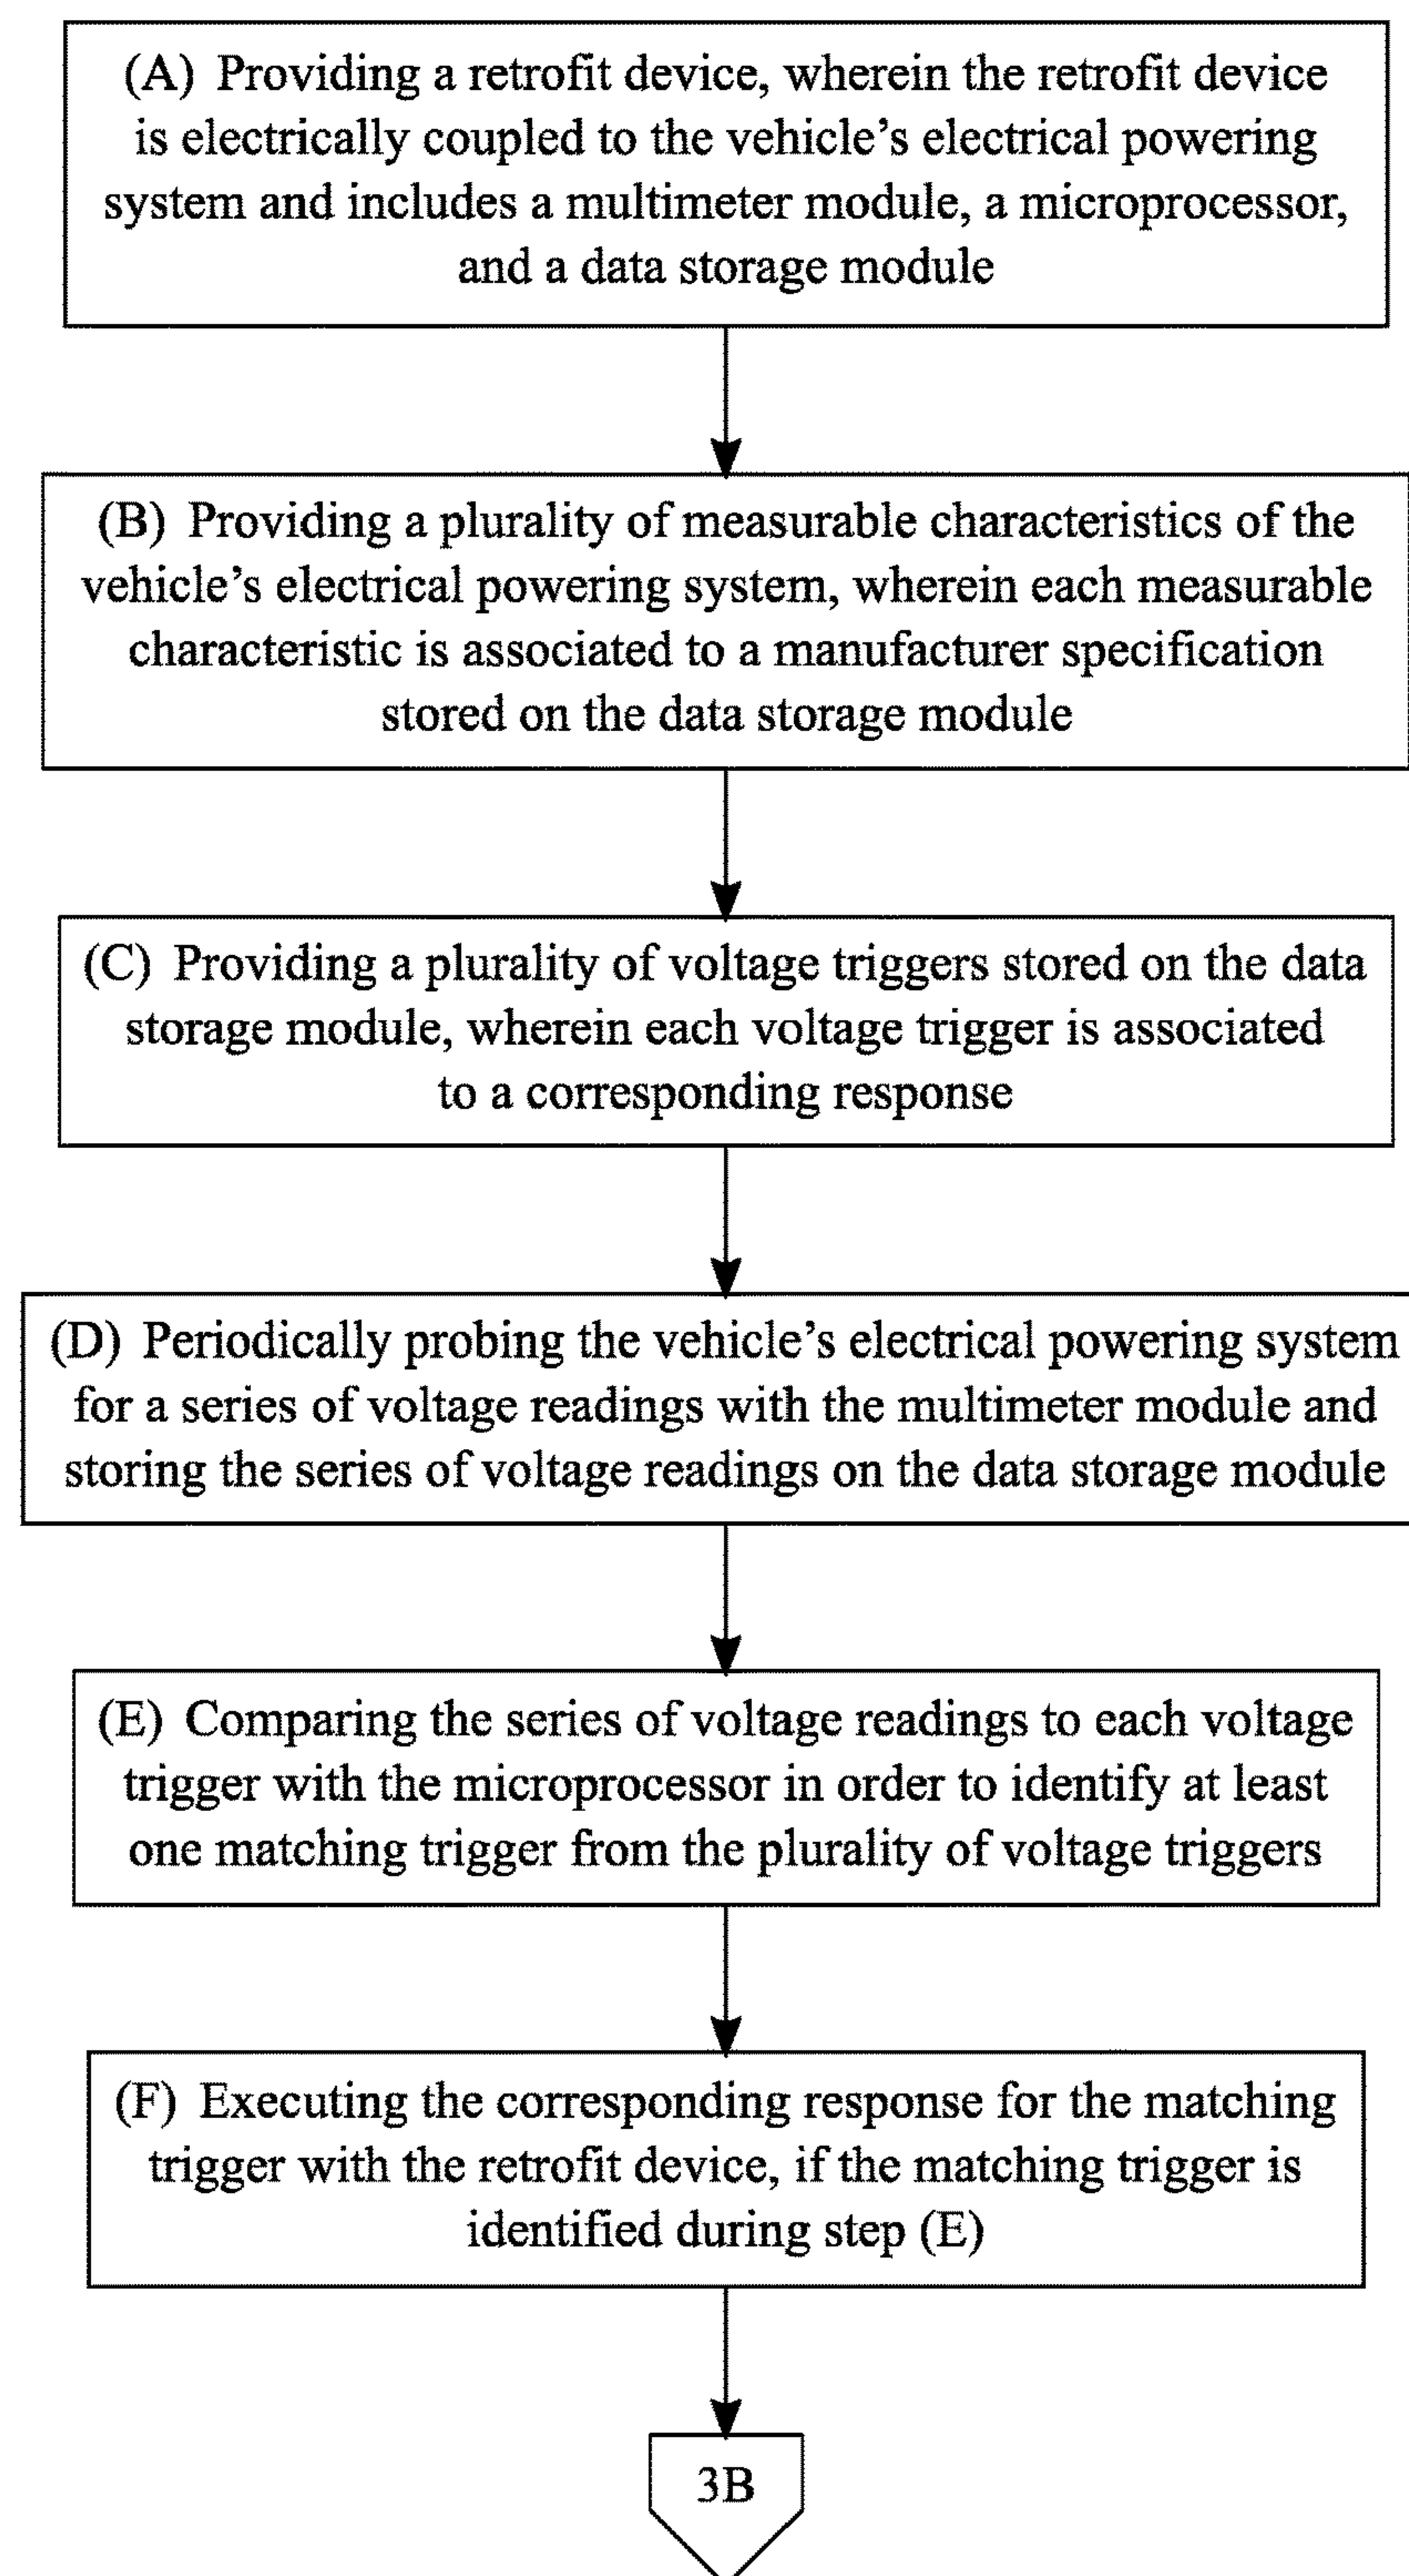 (A) Providing a retrofit device, wherein the retrofit device
is electrically coupled to the vehicle’s electrical powering
system and includes a multimeter module, a microprocessor,
and a data storage module
(B) Providing a plurality of measurable characteristics of the
vehicle’s electrical powering system, wherein each measurable
characteristic is associated to a manufacturer specification
stored on the data storage module
(C) Providing a plurality of voltage triggers stored on the data
storage module, wherein each voltage trigger is associated
to a corresponding response
(D) Periodically probing the vehicle’s electrical powering system
for a series of voltage readings with the multimeter module and
storing the series of voltage readings on the data storage module
(E) Comparing the series of voltage readings to each voltage
trigger with the microprocessor in order to identify at least
one matching trigger from the plurality of voltage triggers
(F) Executing the corresponding response for the matching
trigger with the retrofit device, if the matching trigger is
identified during step (E)
3B